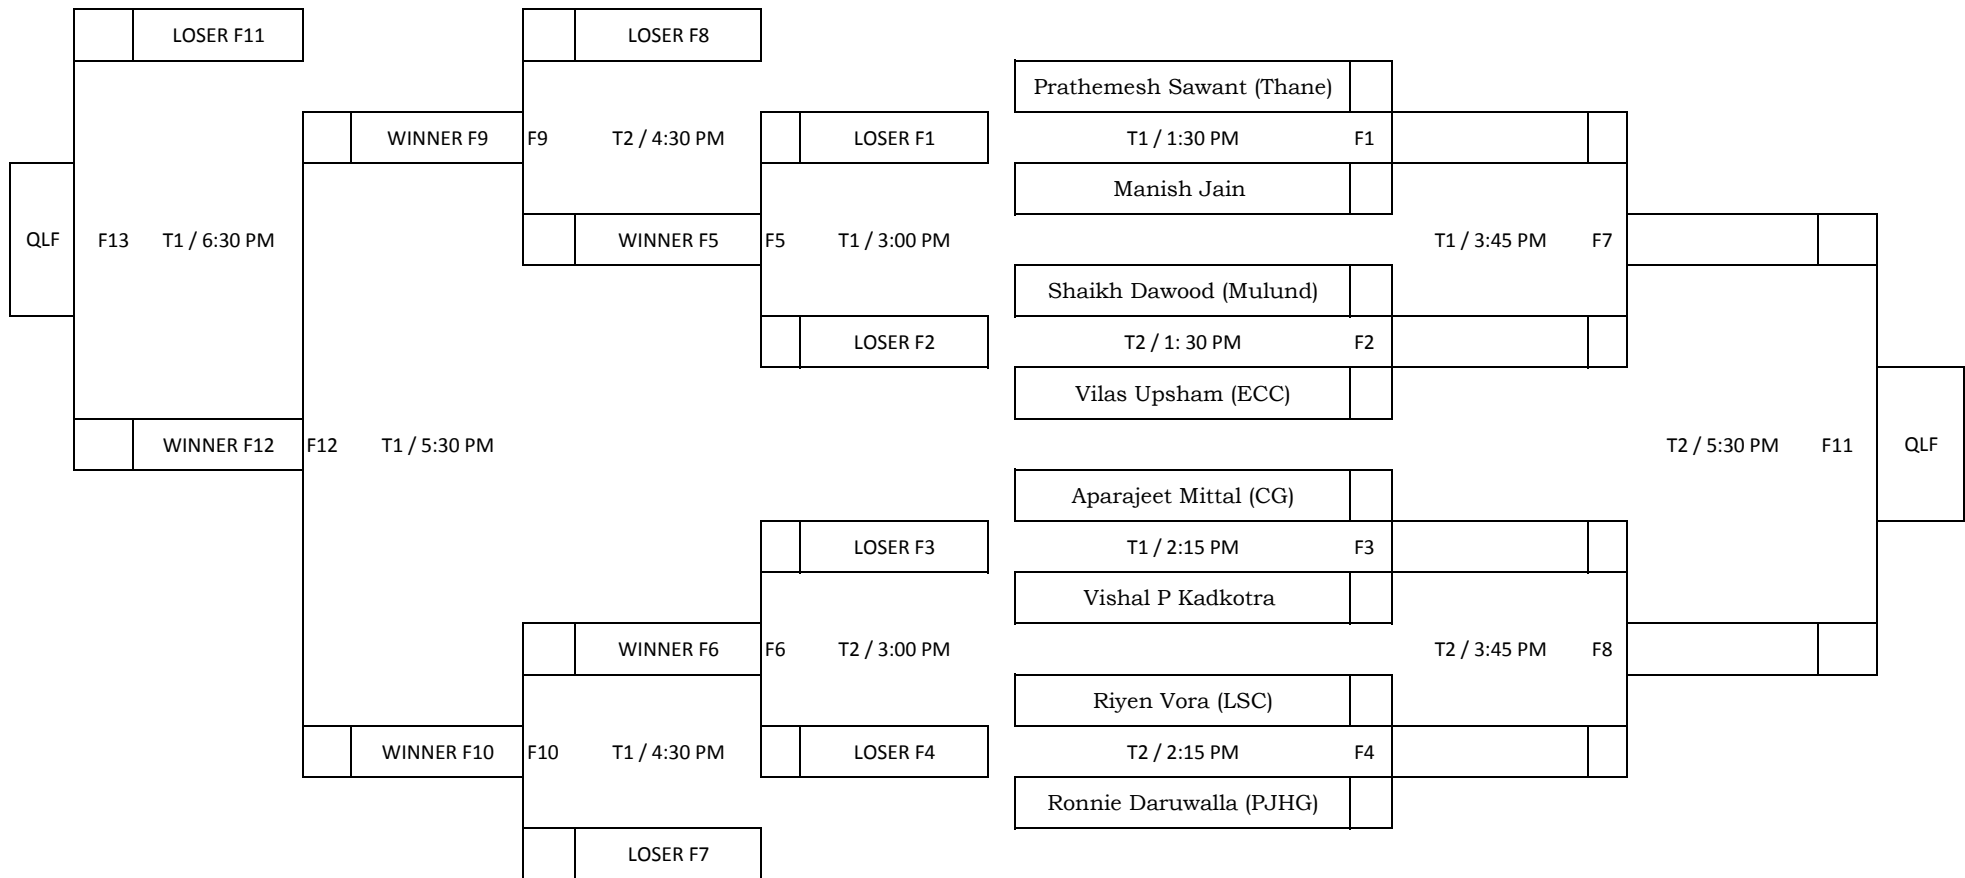 LOSER F11 LOSER F8
Prathemesh Sawant (Thane)
WINNER F9 F9 T2 / 4:30 PM LOSER F1 T1 / 1:30 PM F1
Manish Jain
QLF F13 T1 / 6:30 PM WINNER F5 F5 T1 / 3:00 PM T1 / 3:45 PM F7
Shaikh Dawood (Mulund)
LOSER F2 T2 / 1: 30 PM F2
Vilas Upsham (ECC)
WINNER F12 F12 T1 / 5:30 PM T2 / 5:30 PM F11 QLF
Aparajeet Mittal (CG)
LOSER F3 T1 / 2:15 PM F3
Vishal P Kadkotra
WINNER F6 F6 T2 / 3:00 PM T2 / 3:45 PM F8
Riyen Vora (LSC)
WINNER F10 F10 T1 / 4:30 PM LOSER F4 T2 / 2:15 PM F4
Ronnie Daruwalla (PJHG)
LOSER F7